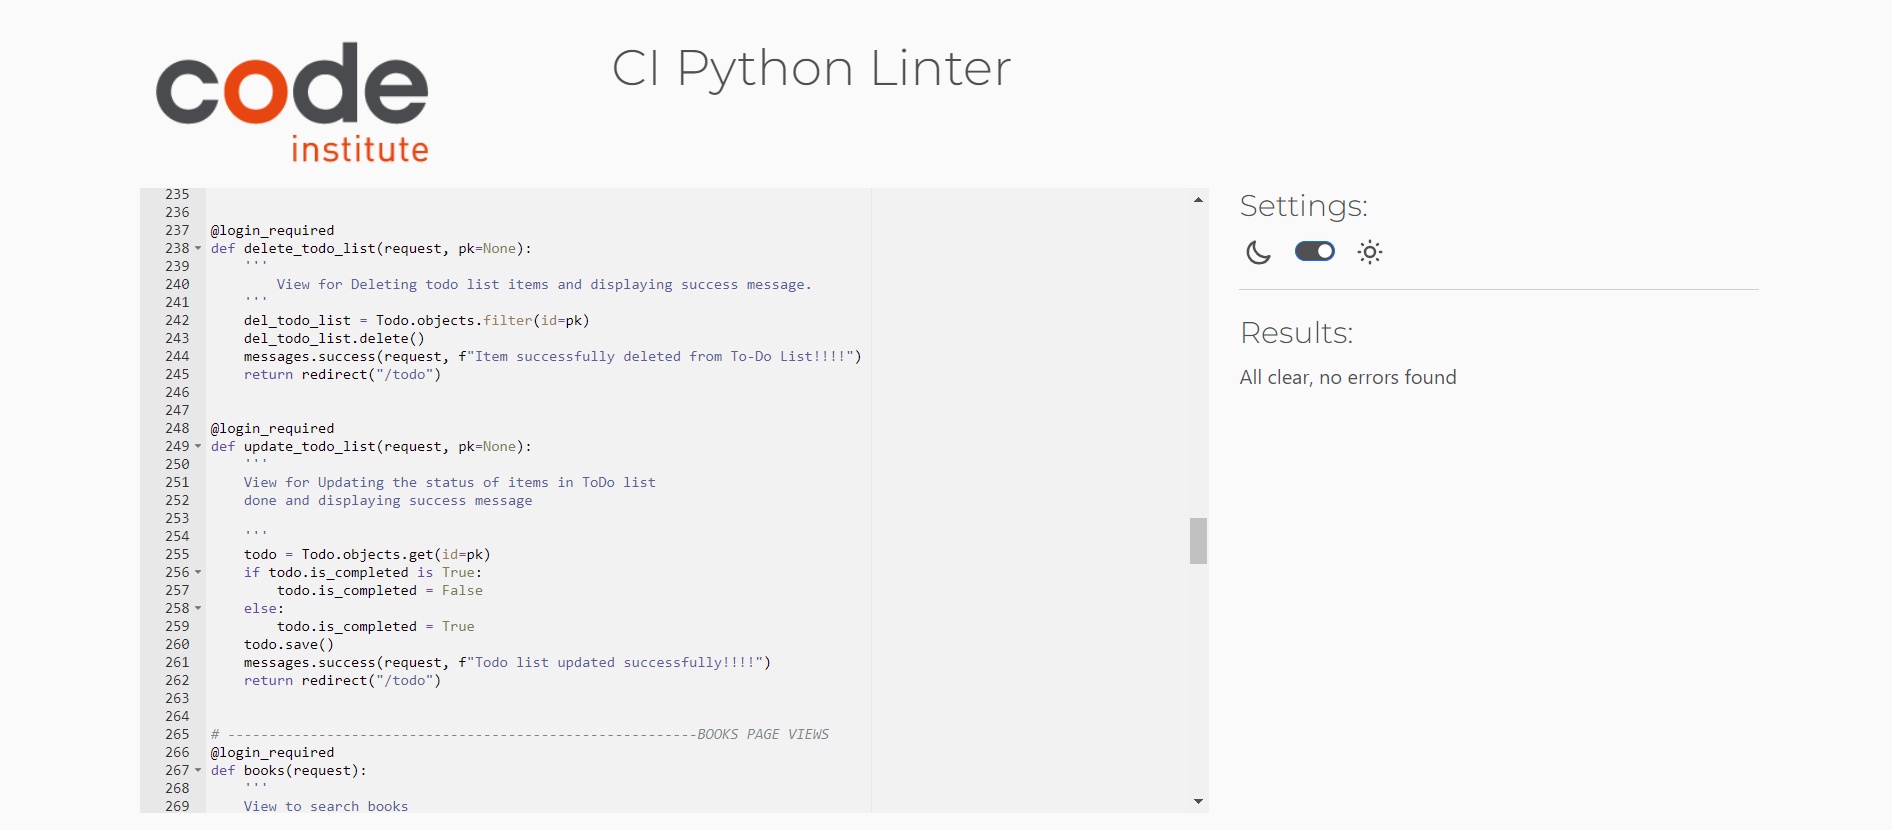 code
institute
CI Python Linter
235
236
237 @login_required
238 def delete_todo_list(request, pk=None):
239     '''
240         View for Deleting todo list items and displaying success message.
241     '''
242     del_todo_list = Todo.objects.filter(id=pk)
243     del_todo_list.delete()
244     messages.success(request, f"Item successfully deleted from To-Do List!!!!")
245     return redirect("/todo")
246
247
248 @login_required
249 def update_todo_list(request, pk=None):
250     '''
251     View for Updating the status of items in ToDo list
252     done and displaying success message
253
254     '''
255     todo = Todo.objects.get(id=pk)
256     if todo.is_completed is True:
257         todo.is_completed = False
258     else:
259         todo.is_completed = True
260     todo.save()
261     messages.success(request, f"Todo list updated successfully!!!!")
262     return redirect("/todo")
263
264
265 # ---------------------------------------------------------BOOKS PAGE VIEWS
266 @login_required
267 def books(request):
268     '''
269     View to search books
Settings:
Results:
All clear, no errors found